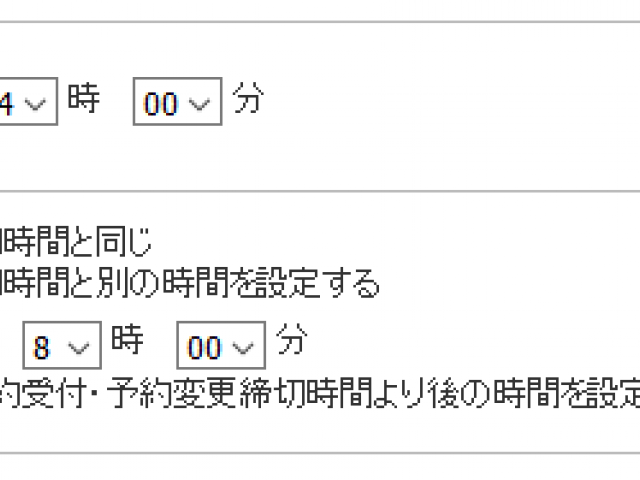 4 時 00 分
時間と同じ
時間と別の時間を設定する
8 時 00 分
約受付・予約変更締切時間より後の時間を設定